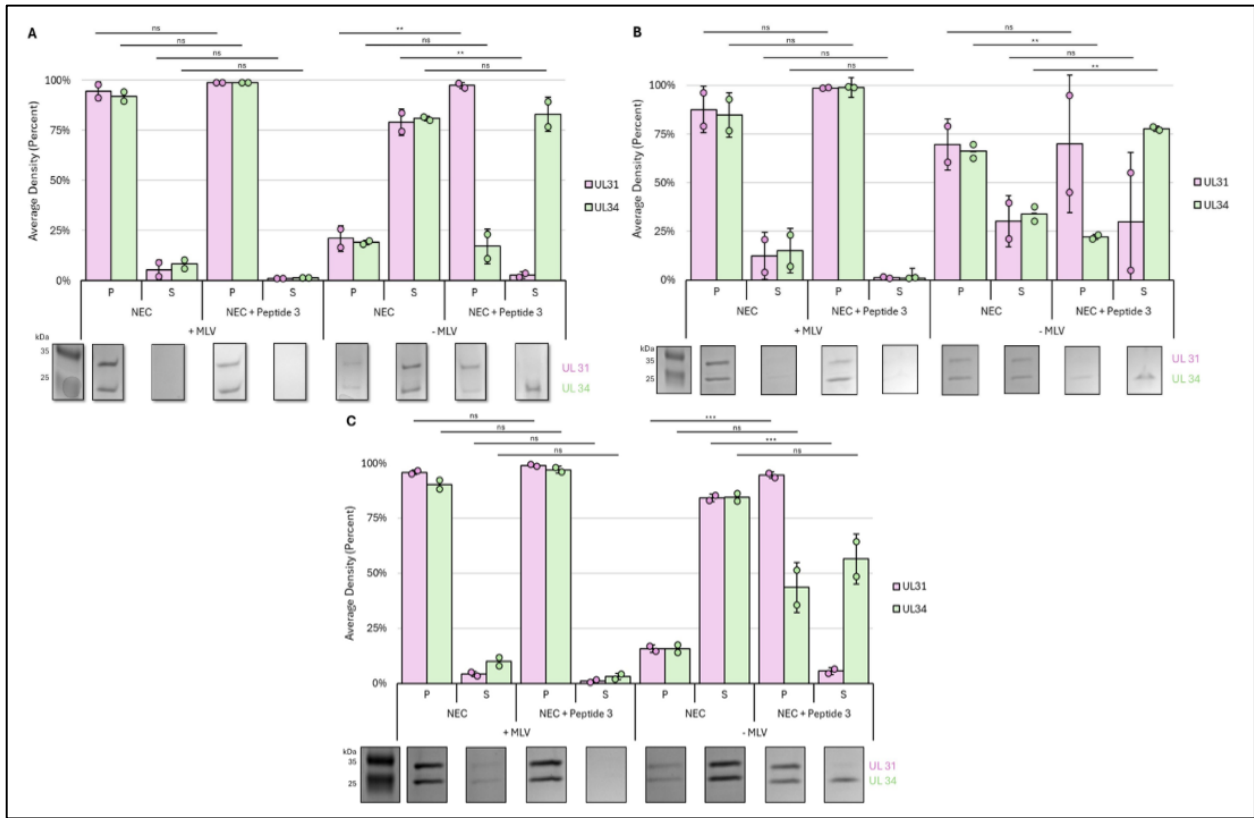 A
ns
ns
ns
ns
**
ns
**
ns
Average Density (Percent)
100%
75%
50%
25%
0%
P S P S P S P S
NEC NEC + Peptide 3 NEC NEC + Peptide 3
+ MLV - MLV
UL31
UL34
kDa
35
25
UL 31
UL 34
B
ns
ns
ns
ns
ns
**
ns
**
Average Density (Percent)
100%
75%
50%
25%
0%
P S P S P S P S
NEC NEC + Peptide 3 NEC NEC + Peptide 3
+ MLV - MLV
UL31
UL34
kDa
35
25
UL 31
UL 34
C
ns
ns
ns
ns
***
ns
***
ns
Average Density (Percent)
100%
75%
50%
25%
0%
P S P S P S P S
NEC NEC + Peptide 3 NEC NEC + Peptide 3
+ MLV - MLV
UL31
UL34
kDa
35
25
UL 31
UL 34